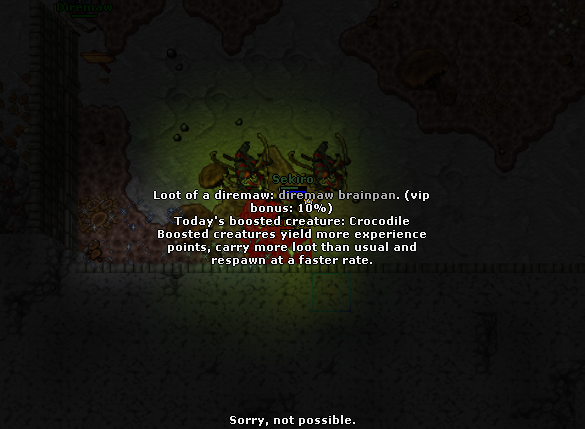 Diremaw
Sekiro
Loot of a diremaw: diremaw brainpan. (vip
bonus: 10%)
Today's boosted creature: Crocodile
Boosted creatures yield more experience
points, carry more loot than usual and
respawn at a faster rate.
Sorry, not possible.